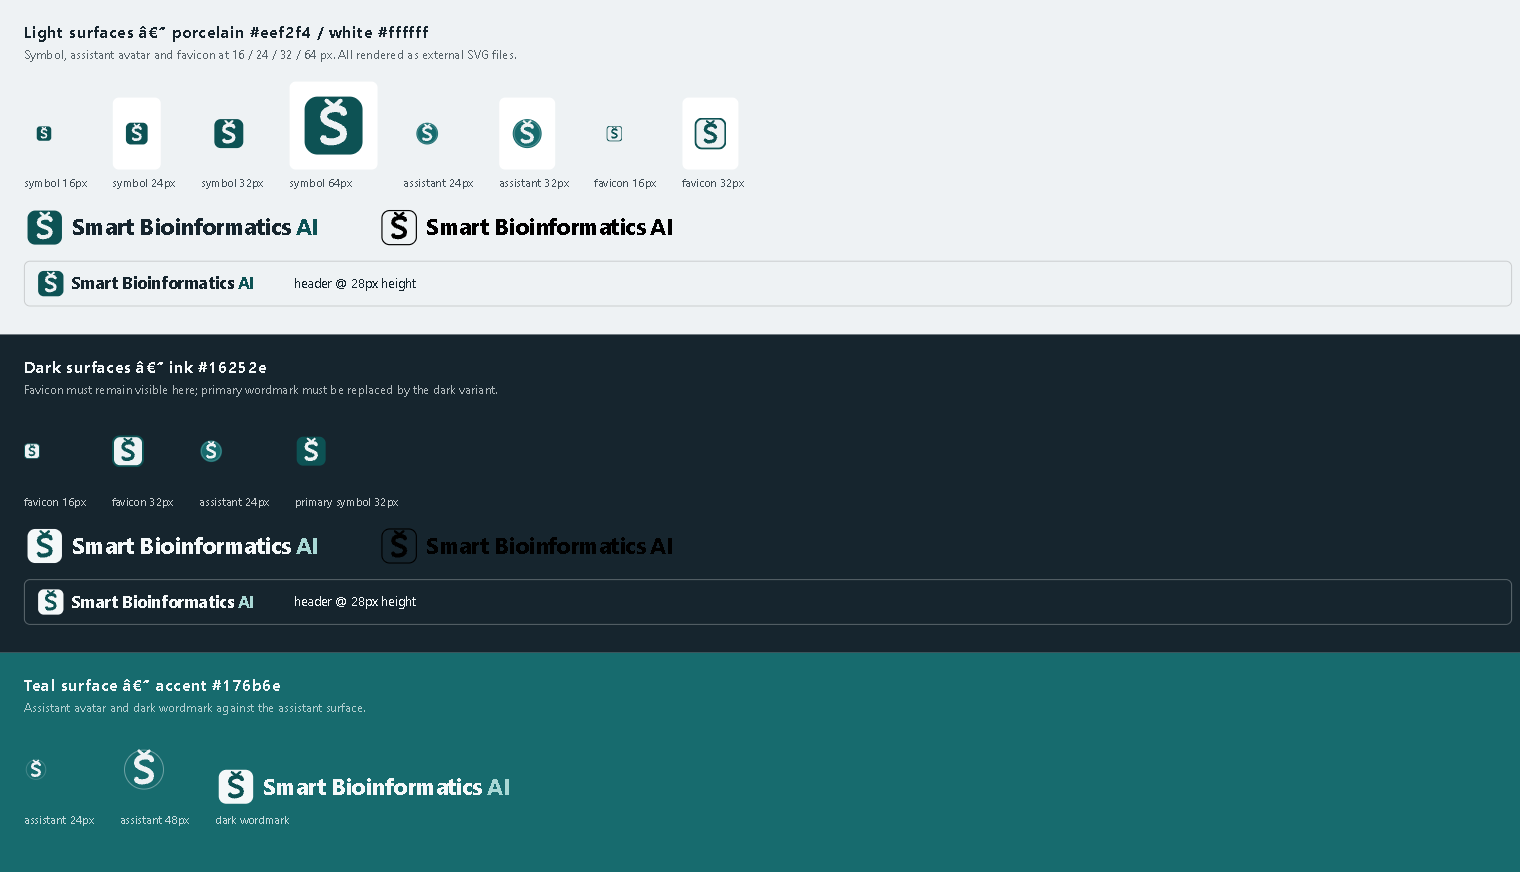 Light surfaces â€” porcelain #eef2f4 / white #ffffff
Symbol, assistant avatar and favicon at 16 / 24 / 32 / 64 px. All rendered as external SVG files.
Š Š Š Š Š Š Š Š
symbol 16px symbol 24px symbol 32px symbol 64px assistant 24px assistant 32px favicon 16px favicon 32px
Š Smart Bioinformatics AI Š Smart Bioinformatics AI
Š Smart Bioinformatics AI header @ 28px height
Dark surfaces â€” ink #16252e
Favicon must remain visible here; primary wordmark must be replaced by the dark variant.
Š Š Š Š
favicon 16px favicon 32px assistant 24px primary symbol 32px
Š Smart Bioinformatics AI Š Smart Bioinformatics AI
Š Smart Bioinformatics AI header @ 28px height
Teal surface â€” accent #176b6e
Assistant avatar and dark wordmark against the assistant surface.
Š Š Š Smart Bioinformatics AI
assistant 24px assistant 48px dark wordmark